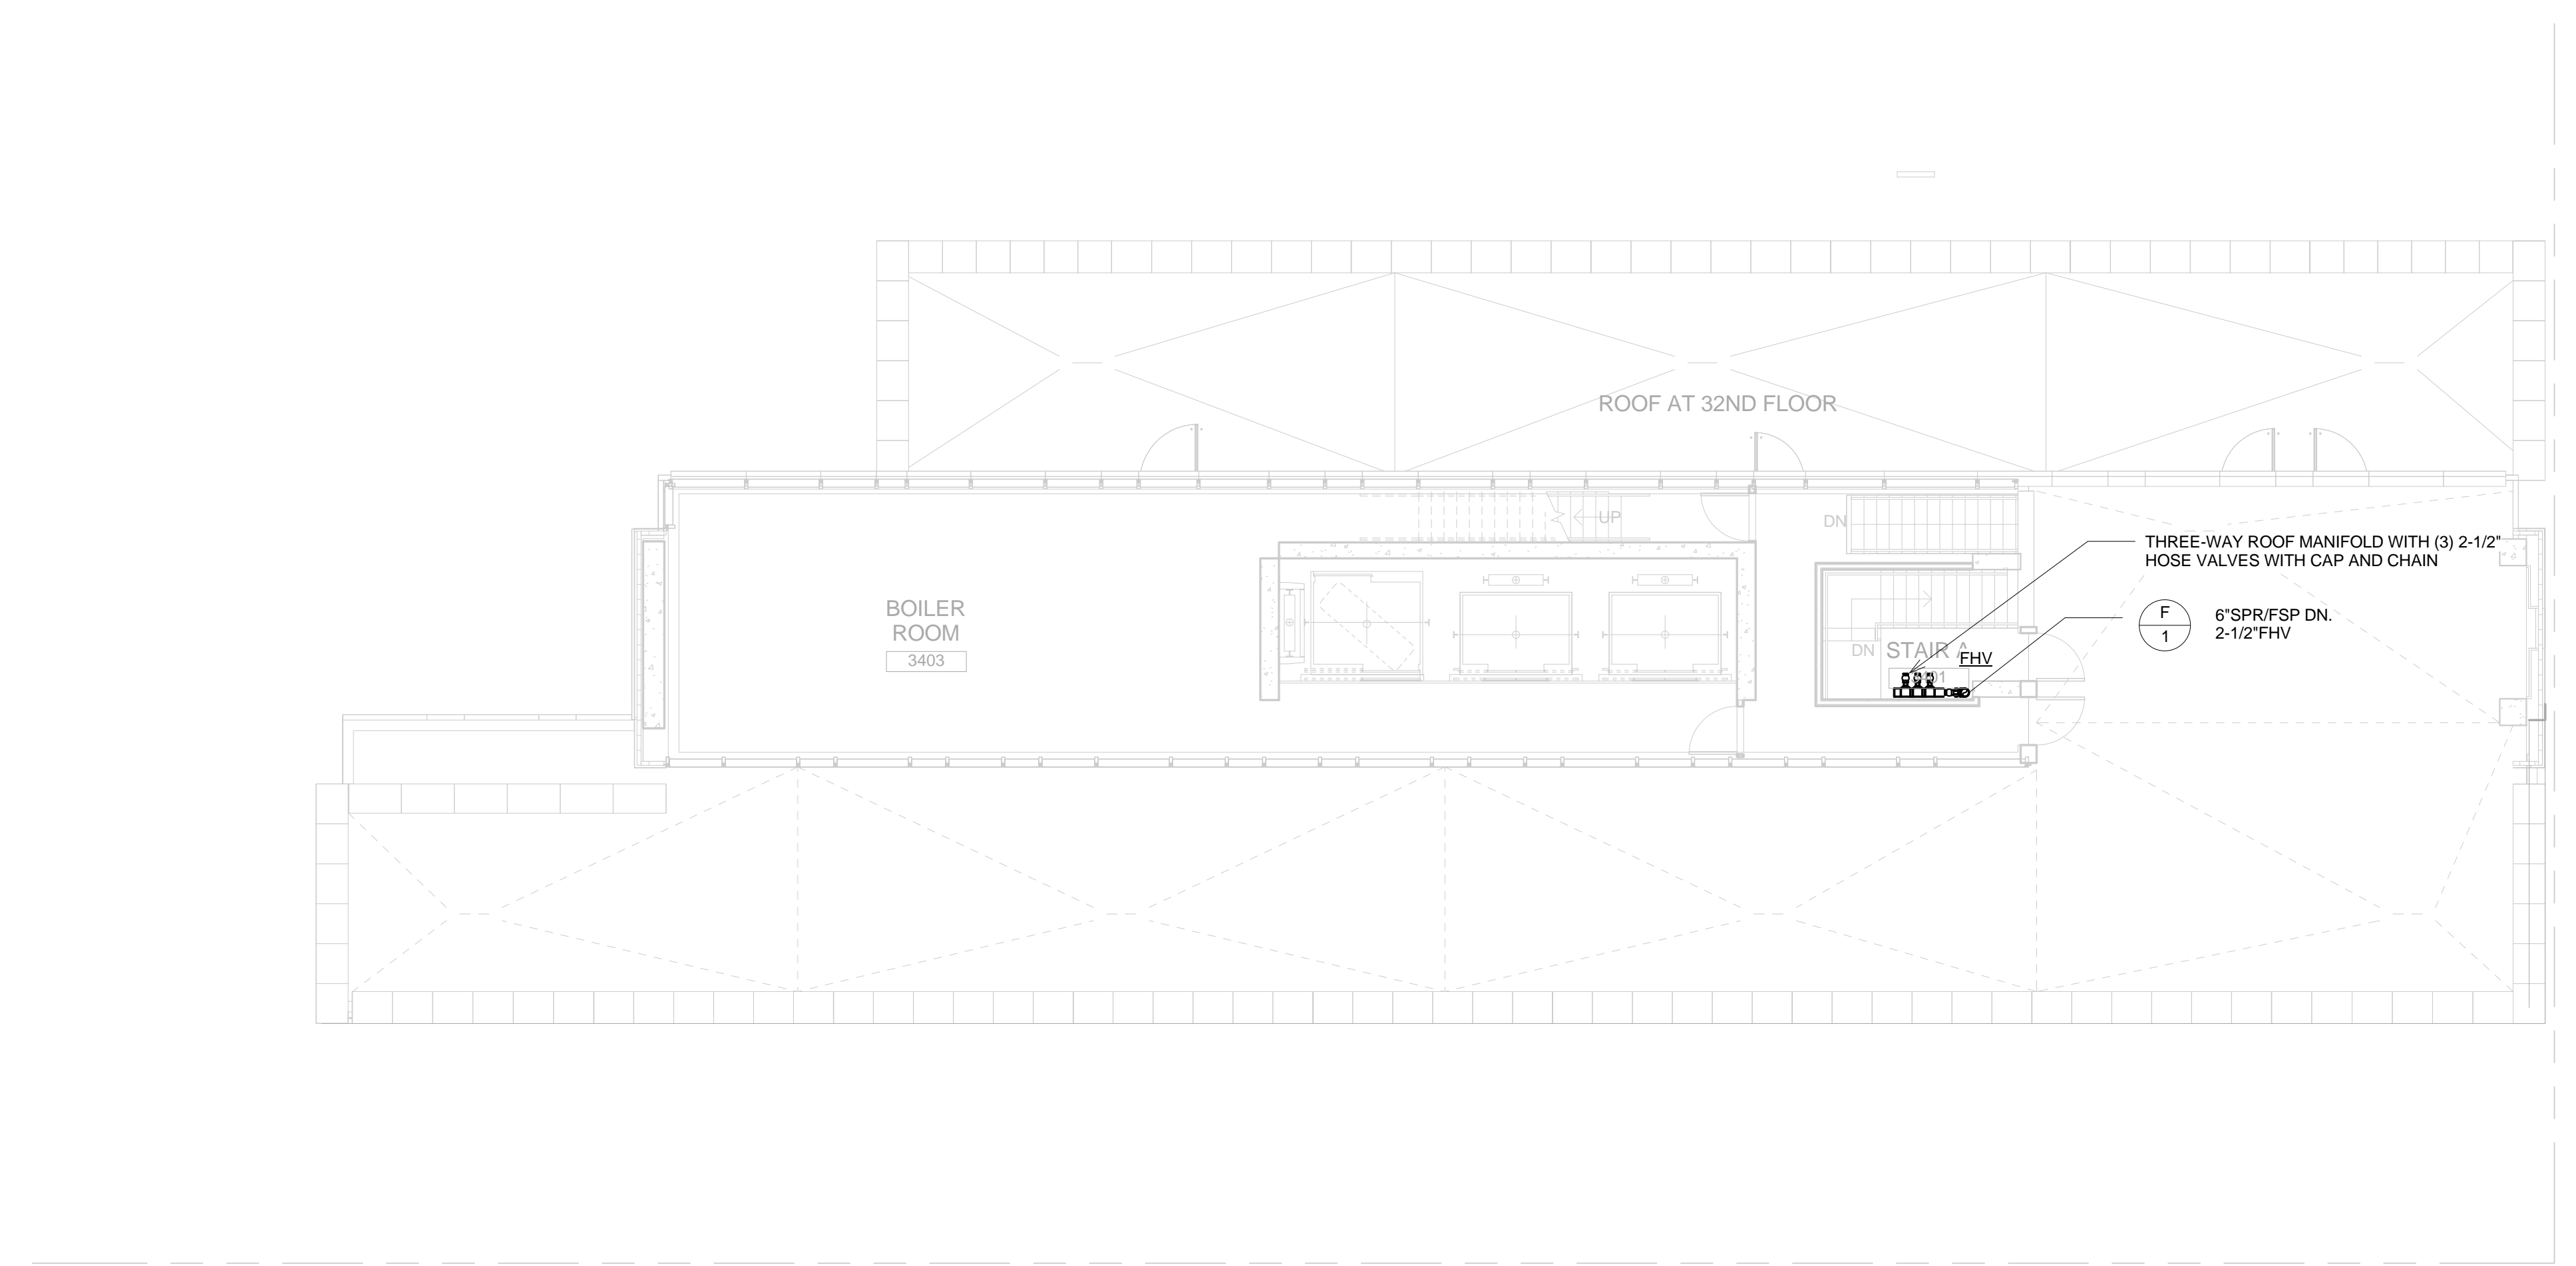 ROOF AT 32ND FLOOR
UP
DN
THREE-WAY ROOF MANIFOLD WITH (3) 2-1/2"
HOSE VALVES WITH CAP AND CHAIN
BOILER
ROOM
3403
F
1
6"SPR/FSP DN.
2-1/2"FHV
DN
STAIR A
FHV